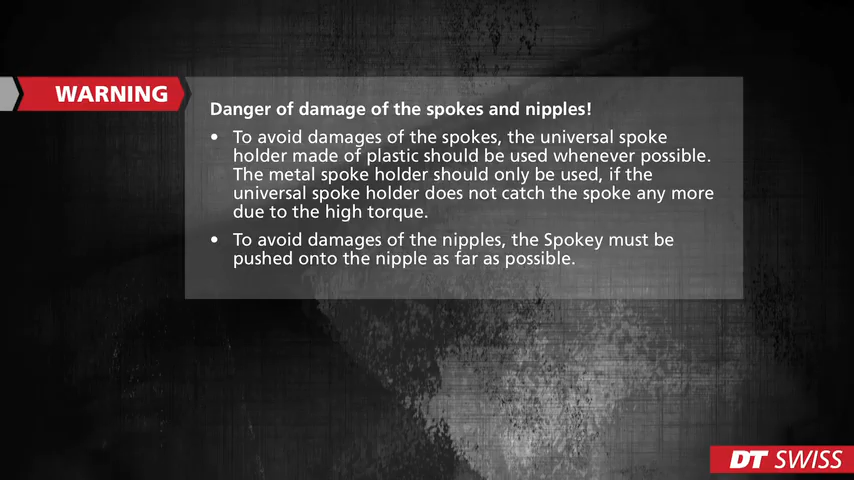 WARNING
Danger of damage of the spokes and nipples!
• To avoid damages of the spokes, the universal spoke
holder made of plastic should be used whenever possible.
The metal spoke holder should only be used, if the
universal spoke holder does not catch the spoke any more
due to the high torque.
• To avoid damages of the nipples, the Spokey must be
pushed onto the nipple as far as possible.
DT SWISS